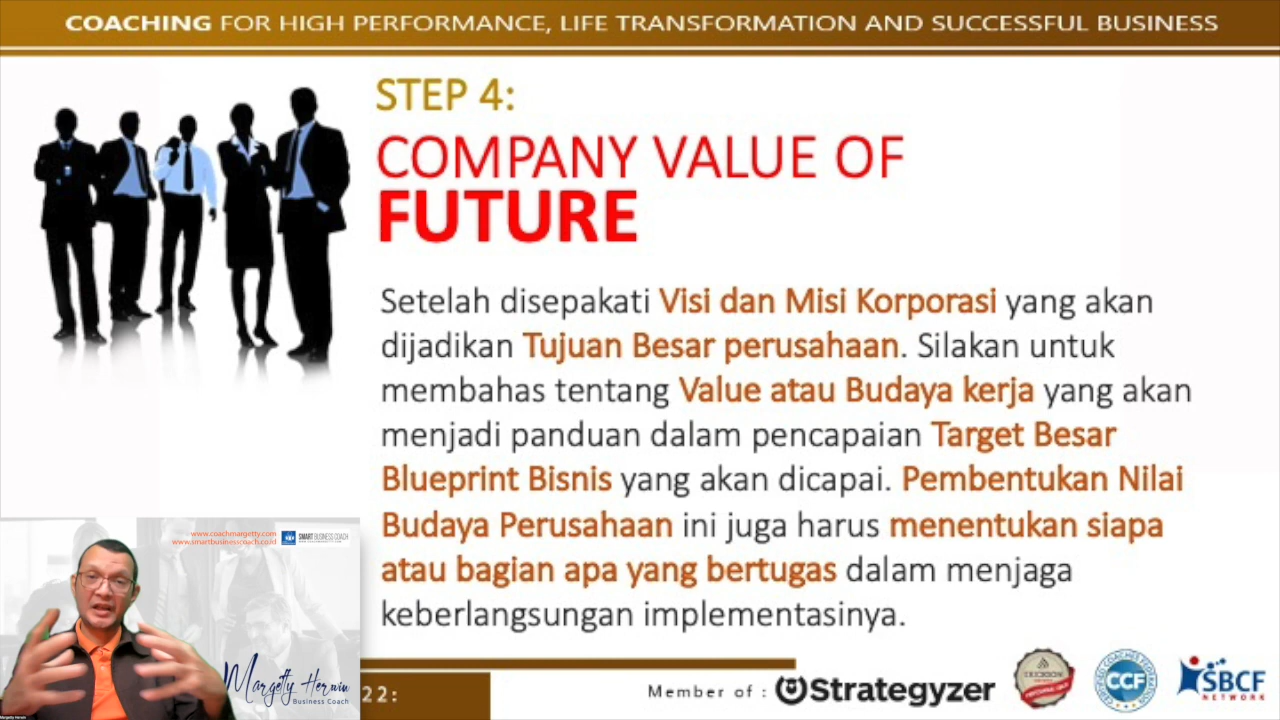 COACHING FOR HIGH PERFORMANCE, LIFE TRANSFORMATION AND SUCCESSFUL BUSINESS
STEP 4:
COMPANY VALUE OF
FUTURE
Setelah disepakati Visi dan Misi Korporasi yang akan
dijadikan Tujuan Besar perusahaan. Silakan untuk
membahas tentang Value atau Budaya kerja yang akan
menjadi panduan dalam pencapaian Target Besar
Blueprint Bisnis yang akan dicapai. Pembentukan Nilai
Budaya Perusahaan ini juga harus menentukan siapa
atau bagian apa yang bertugas dalam menjaga
keberlangsungan implementasinya.
www.coachmargetty.com
www.smartbusinesscoach.co.id
SMART BUSINESS COACH
Margetty Herwin
Business Coach
Margetty Herwin
22:
Member of :
Strategyzer
CCF
SBCF
NETWORK